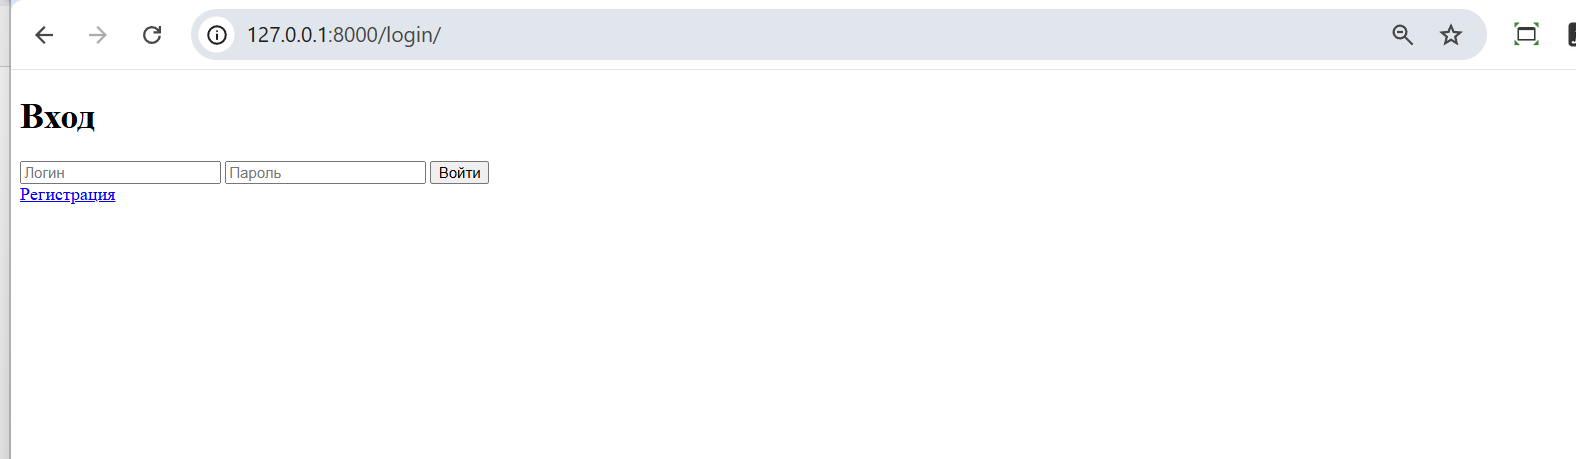 127.0.0.1:8000/login/
Вход
Логин Пароль Войти
Регистрация